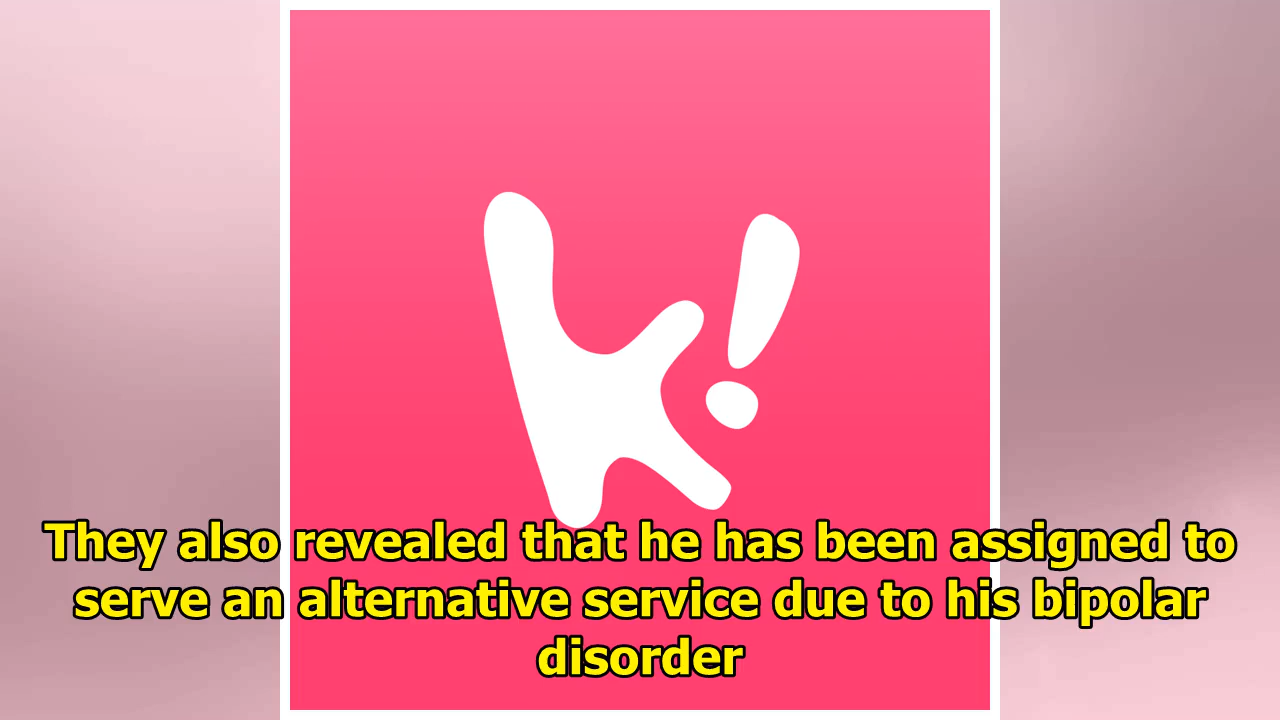 k!
They also revealed that he has been assigned to
serve an alternative service due to his bipolar
disorder